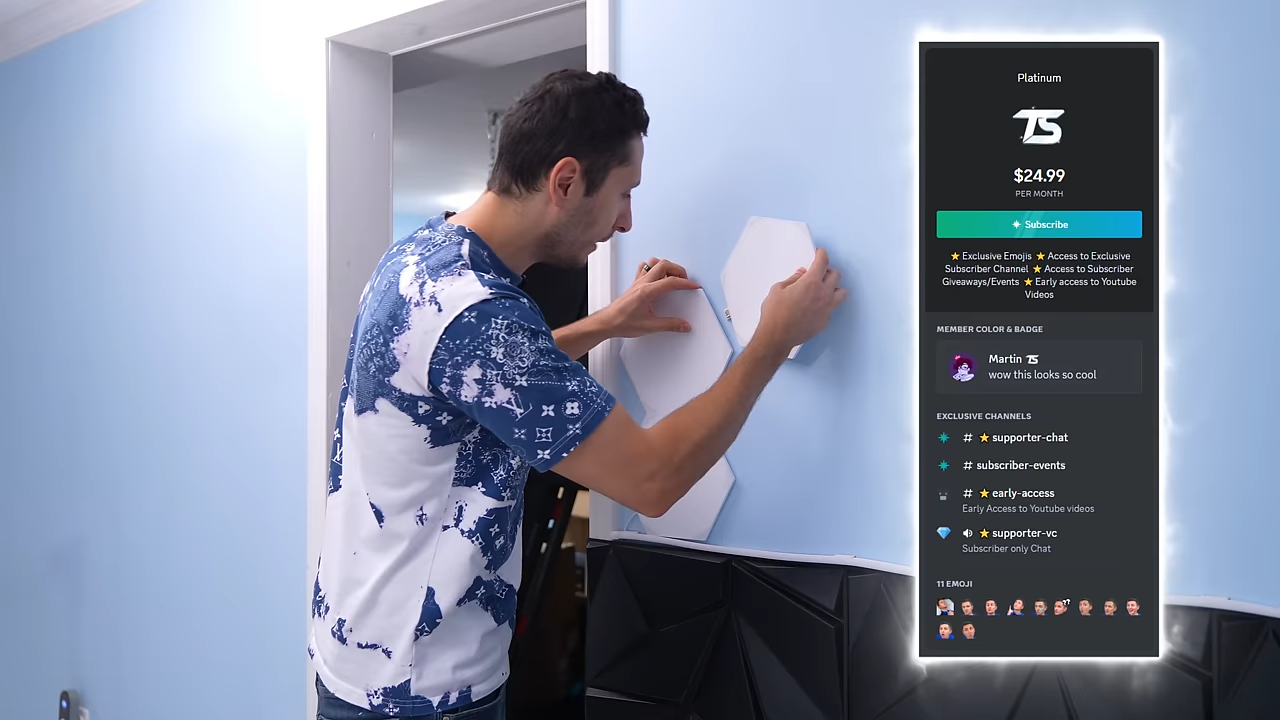 Platinum
TS
$24.99
PER MONTH
Subscribe
⭐ Exclusive Emojis ⭐ Access to Exclusive
Subscriber Channel ⭐ Access to Subscriber
Giveaways/Events ⭐ Early access to Youtube
Videos
MEMBER COLOR & BADGE
Martin TS
wow this looks so cool
EXCLUSIVE CHANNELS
# ⭐ supporter-chat
# subscriber-events
# ⭐ early-access
Early Access to Youtube videos
⭐ supporter-vc
Subscriber only Chat
11 EMOJI